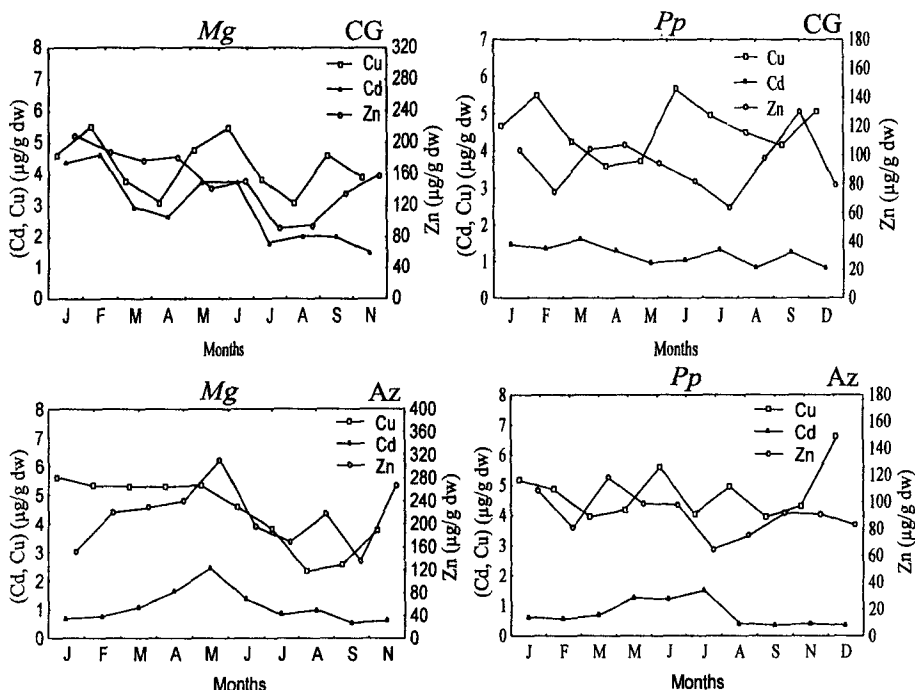 Mg CG
8
7
6
5
4
3
2
1
0
(Cd, Cu) (µg/g dw)
Cu
Cd
Zn
320
280
240
200
160
120
80
40
0
Zn (µg/g dw)
J F M A M J J A S N
Months
Pp CG
7
6
5
4
3
2
1
0
(Cd, Cu) (µg/g dw)
Cu
Cd
Zn
180
160
140
120
100
80
60
40
20
0
Zn (µg/g dw)
J F M A M J J A S D
Months
Mg Az
8
7
6
5
4
3
2
1
0
(Cd, Cu) (µg/g dw)
Cu
Cd
Zn
400
360
320
280
240
200
160
120
80
40
0
Zn (µg/g dw)
J F M A M J J A S N
Months
Pp Az
8
7
6
5
4
3
2
1
0
(Cd, Cu) (µg/g dw)
Cu
Cd
Zn
180
160
140
120
100
80
60
40
20
0
Zn (µg/g dw)
J F M M J J A S N D
Months